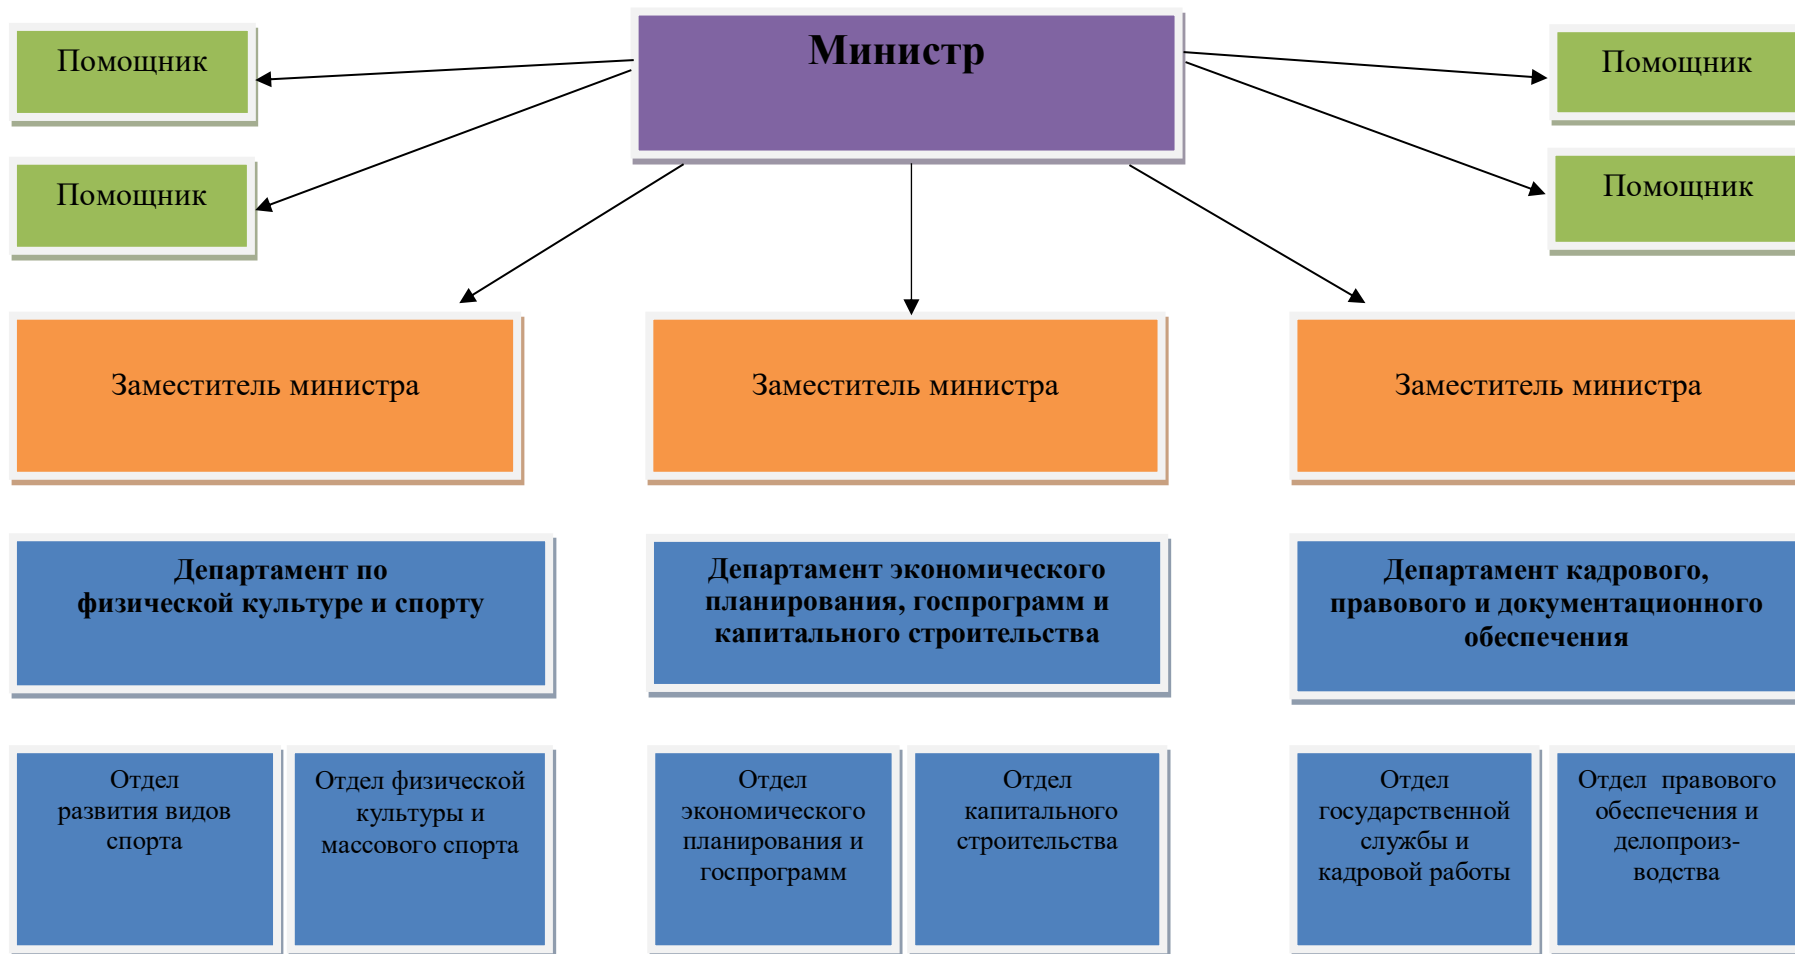 Министр
Помощник
Помощник
Помощник
Помощник
Заместитель министра
Заместитель министра
Заместитель министра
Департамент по
физической культуре и спорту
Департамент экономического
планирования, госпрограмм и
капитального строительства
Департамент кадрового,
правового и документационного
обеспечения
Отдел
развития видов
спорта
Отдел физической
культуры и
массового спорта
Отдел
экономического
планирования и
госпрограмм
Отдел
капитального
строительства
Отдел
государственной
службы и
кадровой работы
Отдел  правового
обеспечения и
делопроиз-
водства